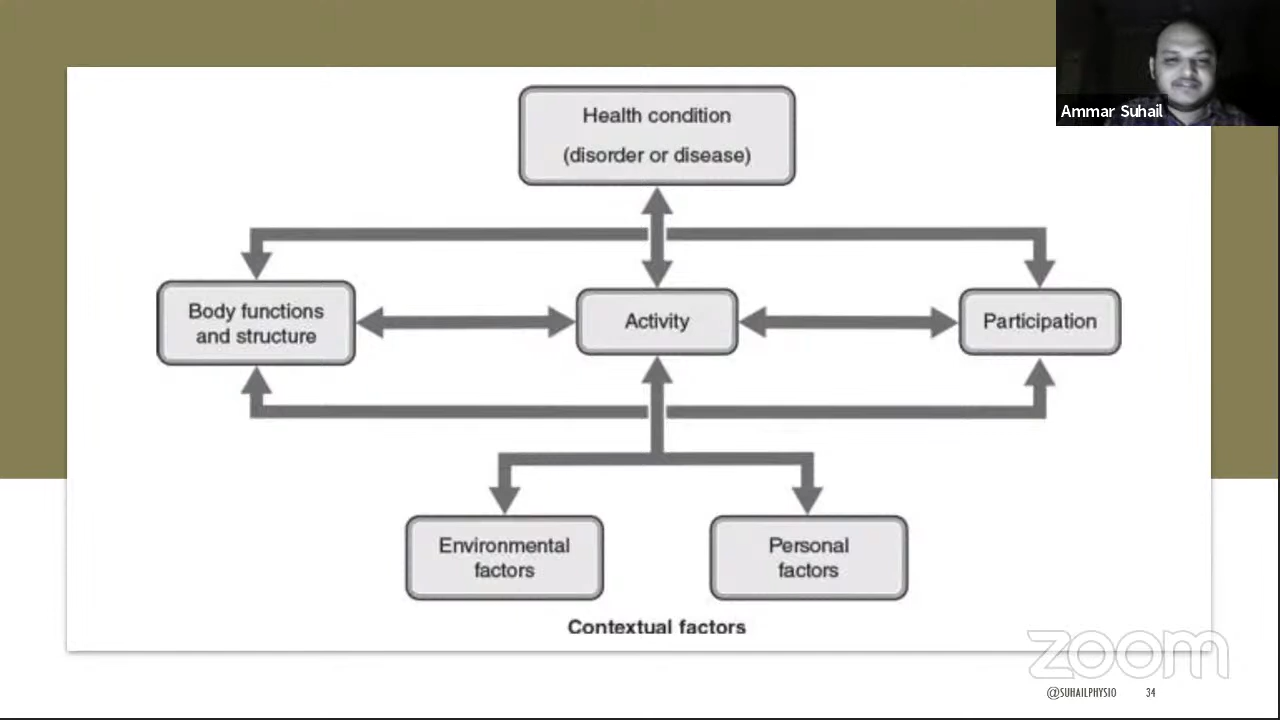 Ammar Suhail
Health condition
(disorder or disease)
Body functions
and structure
Activity
Participation
Environmental
factors
Personal
factors
Contextual factors
zoom
@SUHAILPHYSIO
34